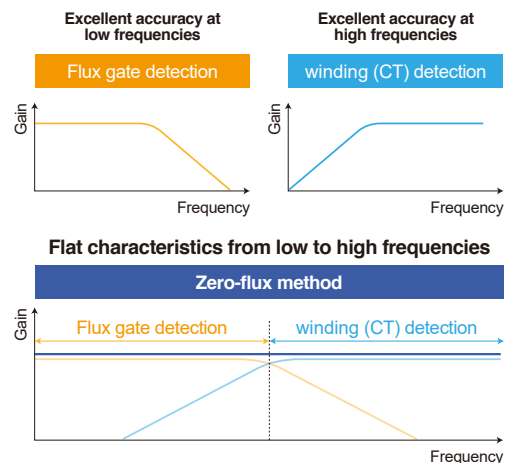 Excellent accuracy at
low frequencies
Flux gate detection
Gain
Frequency
Excellent accuracy at
high frequencies
winding (CT) detection
Gain
Frequency
Flat characteristics from low to high frequencies
Zero-flux method
Gain
Flux gate detection
winding (CT) detection
Frequency